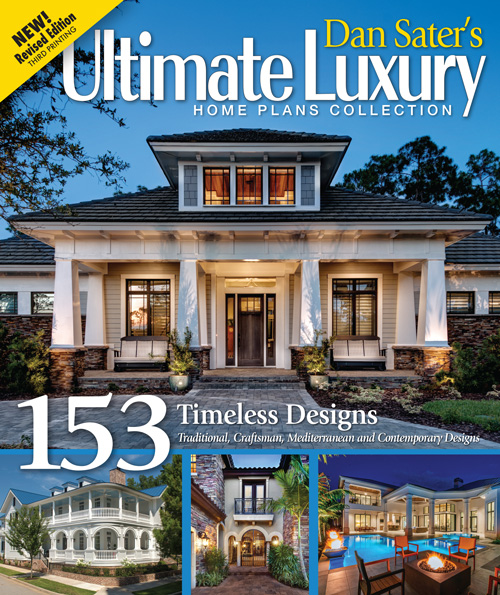 NEW!
Revised Edition
THIRD PRINTING
Dan Sater's
Ultimate Luxury
HOME PLANS COLLECTION
153 Timeless Designs
Traditional, Craftsman, Mediterranean and Contemporary Designs